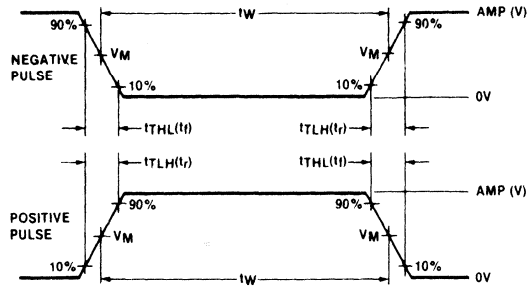 tW
90%
90%
AMP (V)
NEGATIVE
PULSE
VM
VM
10%
10%
0V
tTHL(tf)
tTLH(tr)
tTLH(tr)
tTHL(tf)
AMP (V)
90%
90%
POSITIVE
PULSE
VM
VM
10%
10%
tW
0V